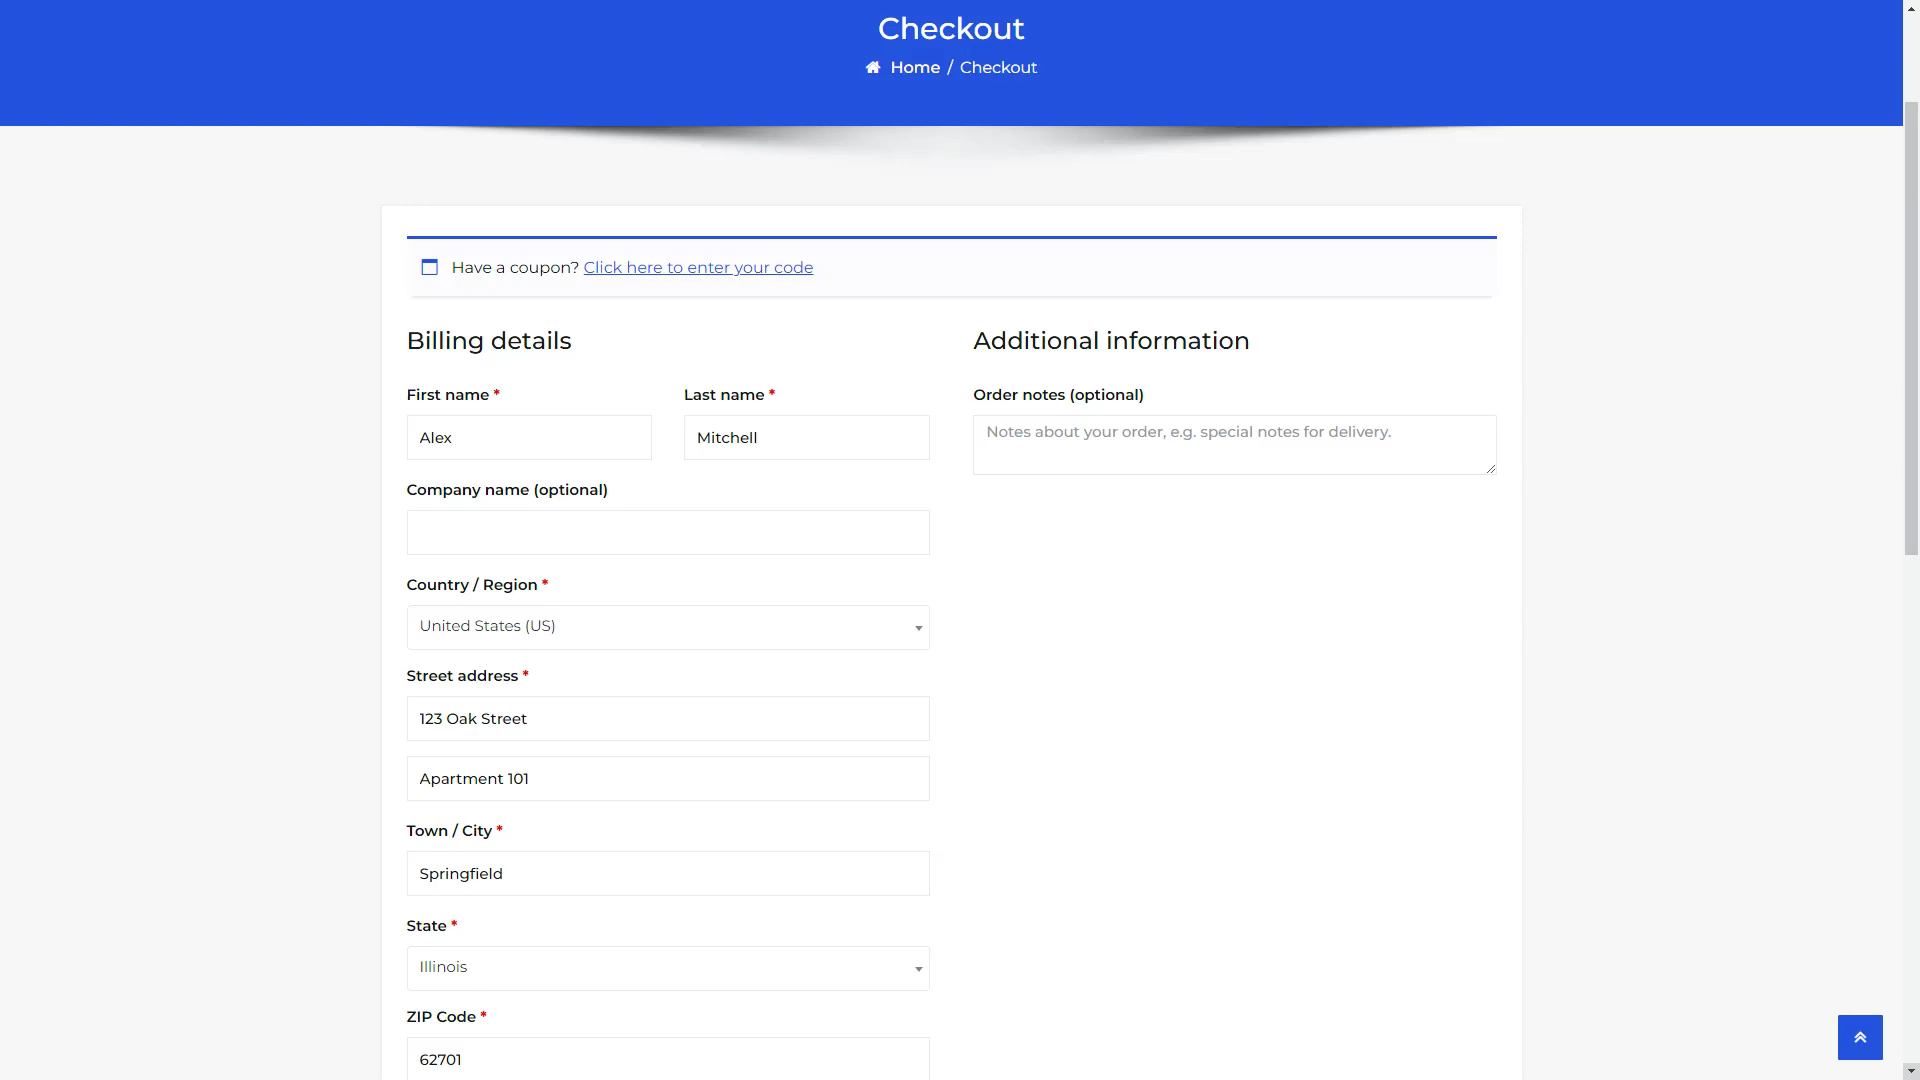 Checkout
Home / Checkout
Have a coupon? Click here to enter your code
Billing details
First name *
Last name *
Alex
Mitchell
Company name (optional)
Country / Region *
United States (US)
Street address *
123 Oak Street
Apartment 101
Town / City *
Springfield
State *
Illinois
ZIP Code *
62701
Additional information
Order notes (optional)
Notes about your order, e.g. special notes for delivery.